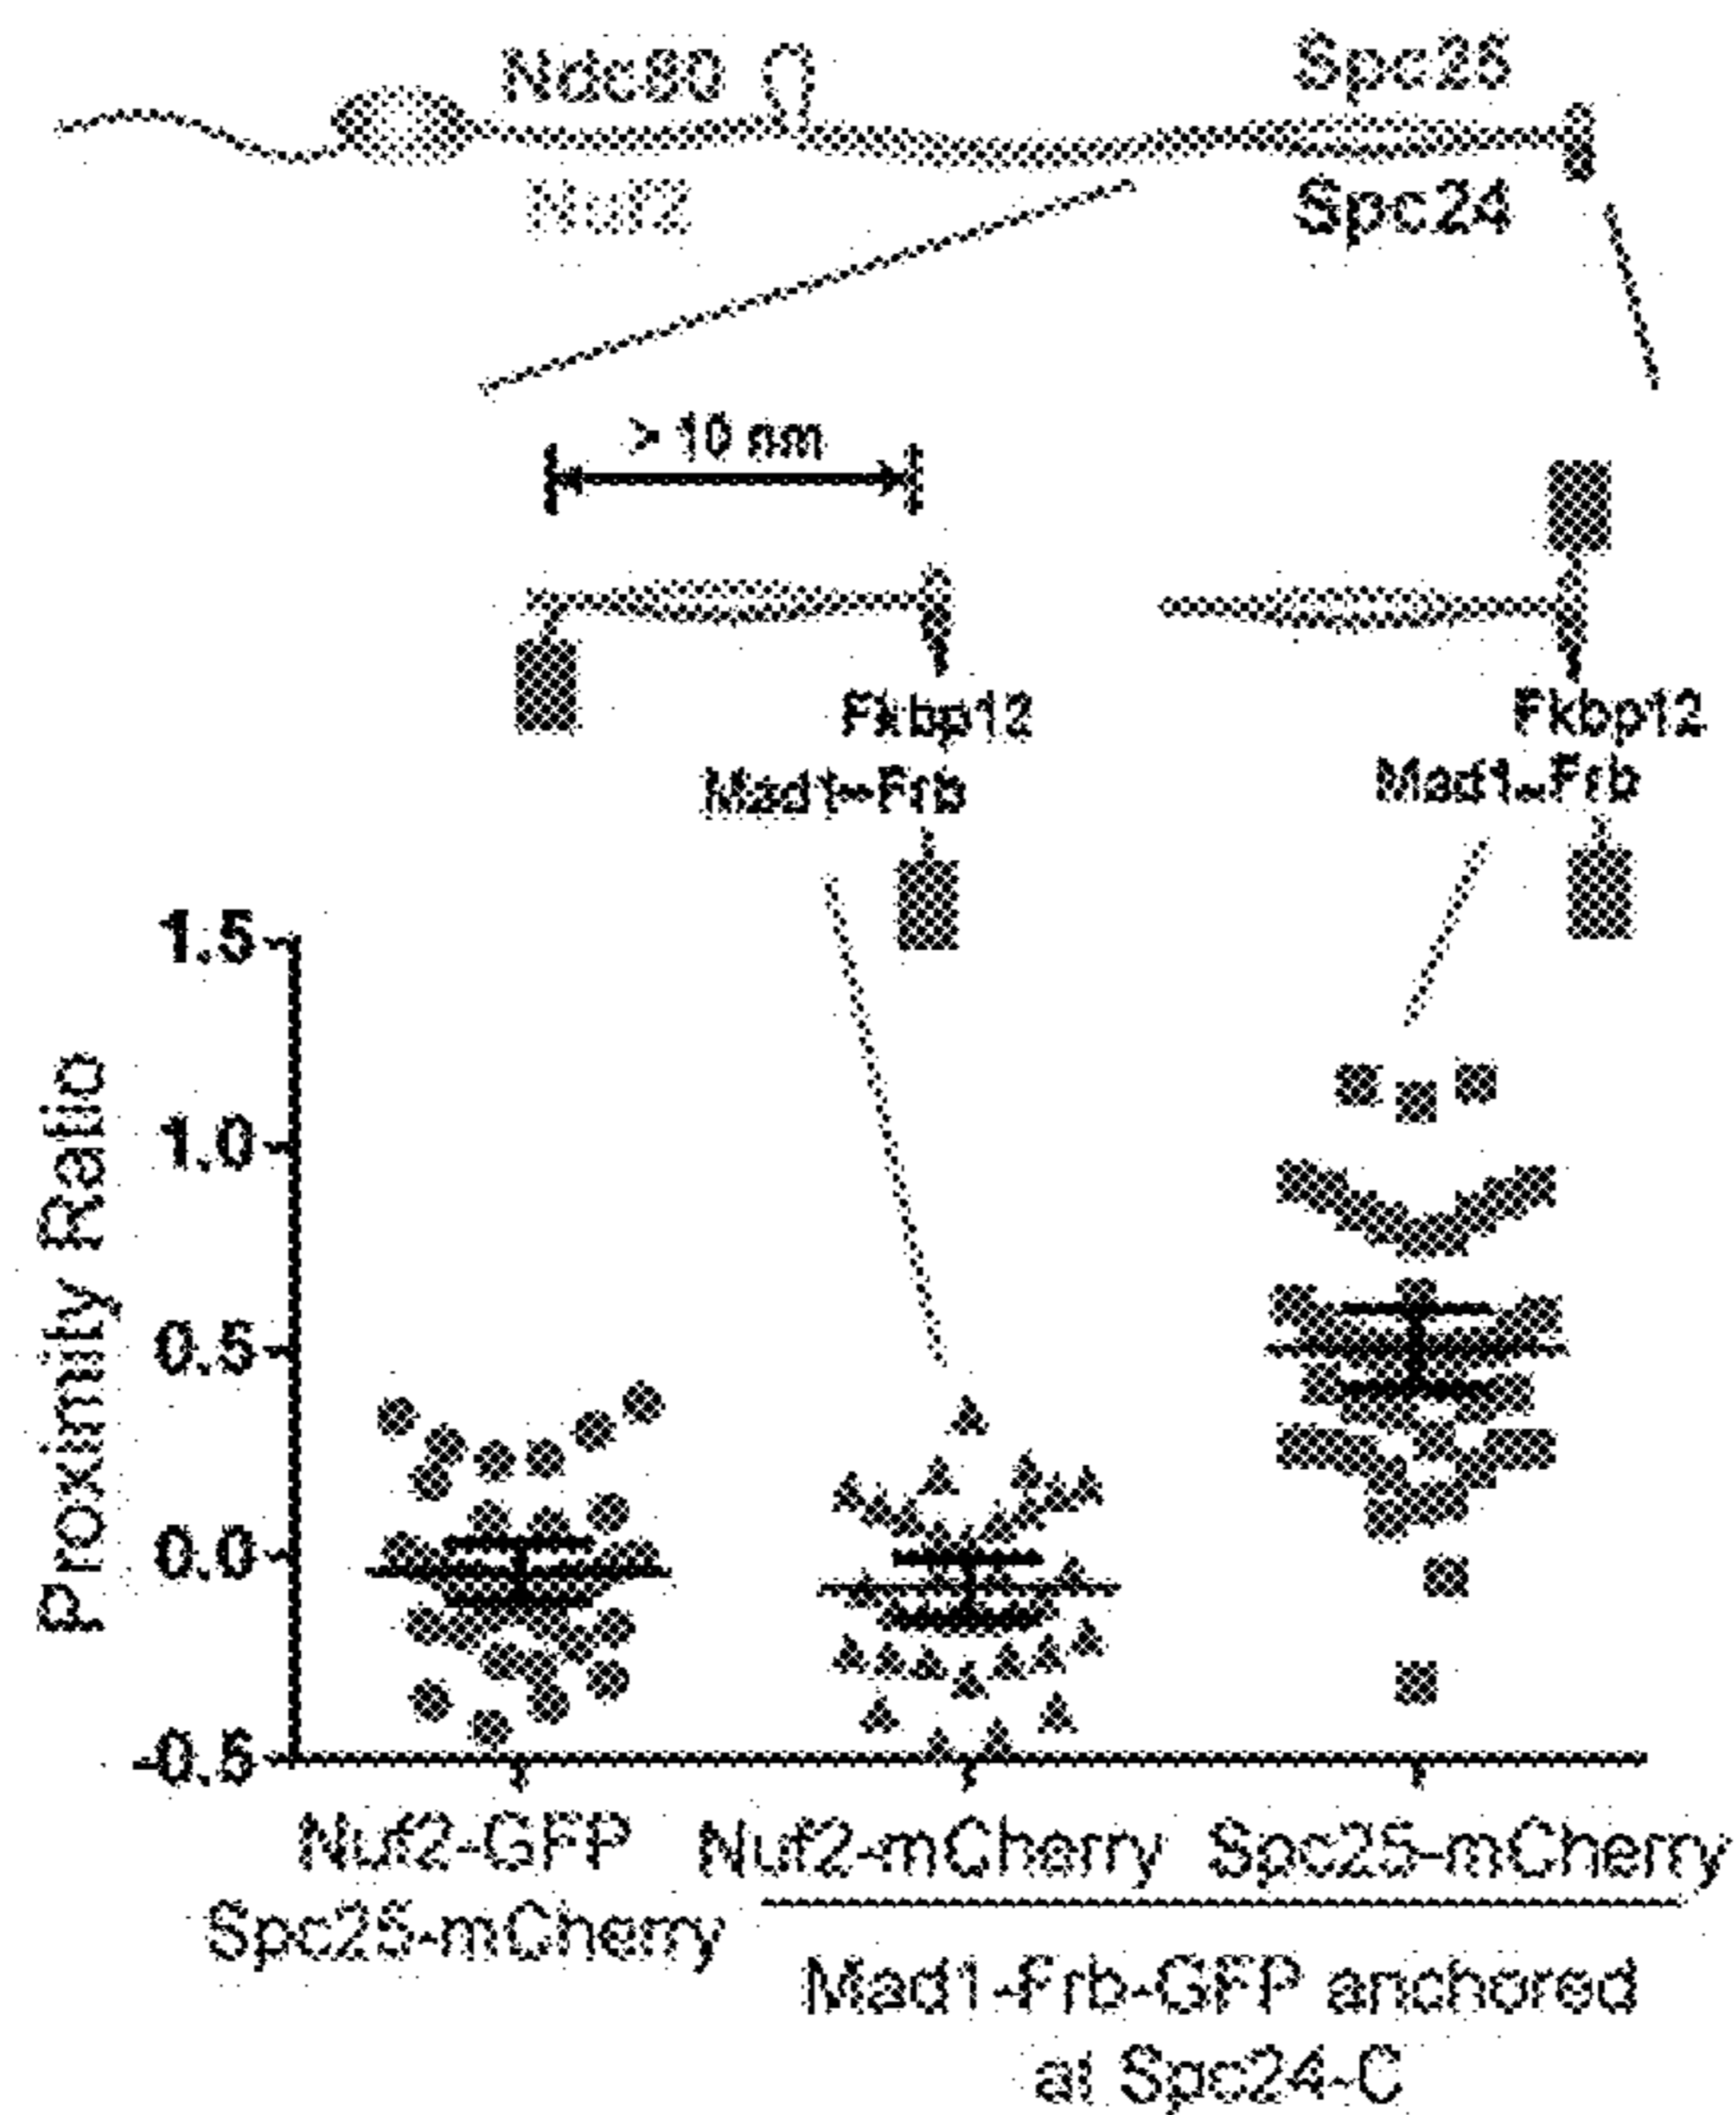 Ndc80
Spc25
Nuf2
Spc24
> 10 nm
Fkbp12
Fkbp12
Mad1-Frb
Mad1-Frb
1.5
1.0
0.5
0.0
-0.5
Proximity Ratio
Nuf2-GFP
Spc25-mCherry
Nuf2-mCherry
Spc25-mCherry
Mad1-Frb-GFP anchored
at Spc24-C